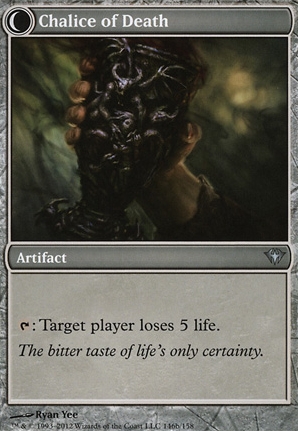 Chalice of Death
Artifact
: Target player loses 5 life.
The bitter taste of life's only certainty.
Ryan Yee
™ & © 1993–2012 Wizards of the Coast LLC 146b/158